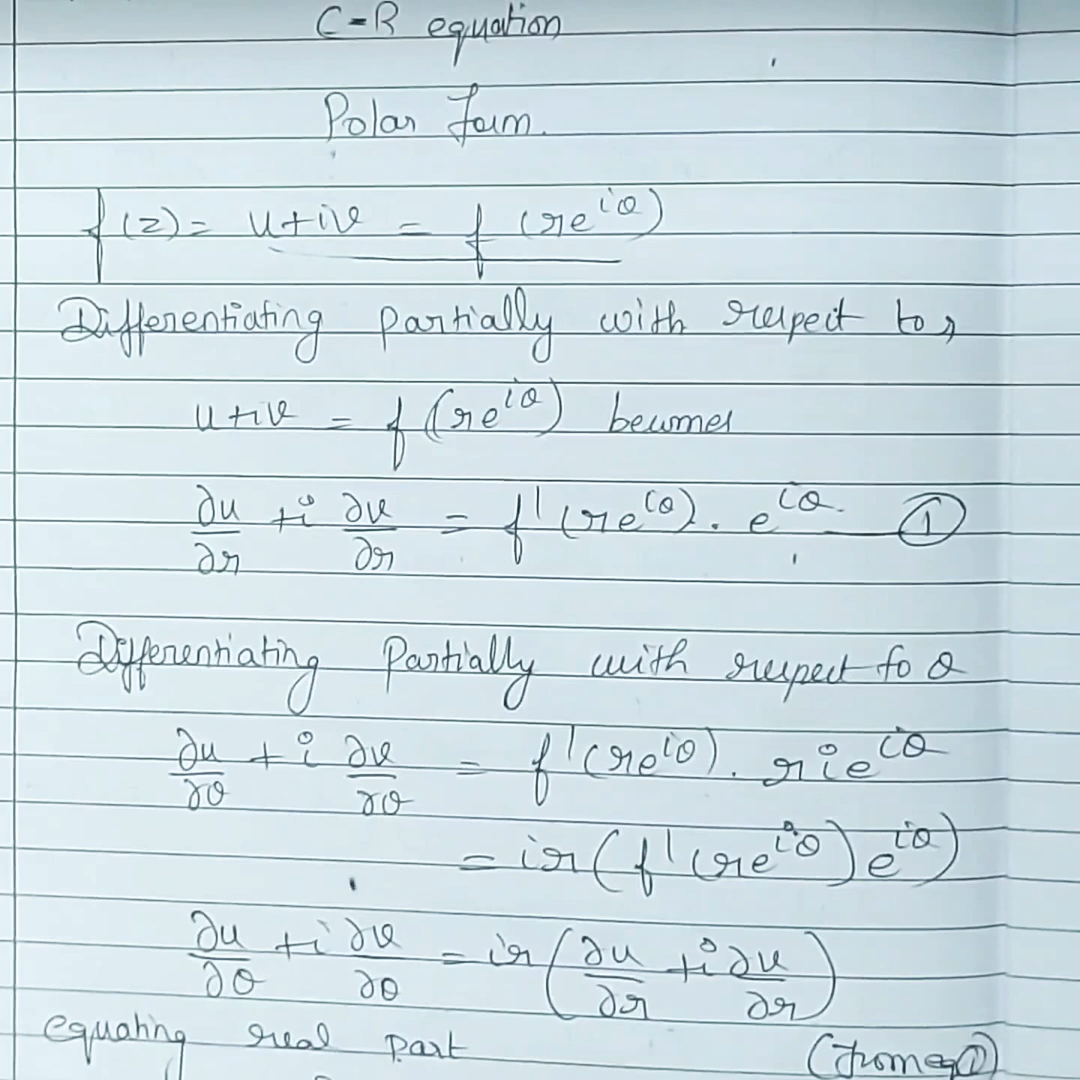 C-R equation
Polar Form.
f(z) = u+iv = f(re^{iθ})
Differentiating partially with respect to r
u+iv = f(re^{iθ}) becomes
∂u/∂r + i ∂v/∂r = f'(re^{iθ}). e^{iθ}. ①
Differentiating Partially with respect to θ
∂u/∂θ + i ∂v/∂θ = f'(re^{iθ}). rie^{iθ}
= ir(f'(re^{iθ})e^{iθ})
∂u/∂θ + i ∂v/∂θ = ir(∂u/∂r + i ∂v/∂r)
equating real part (from eq①)